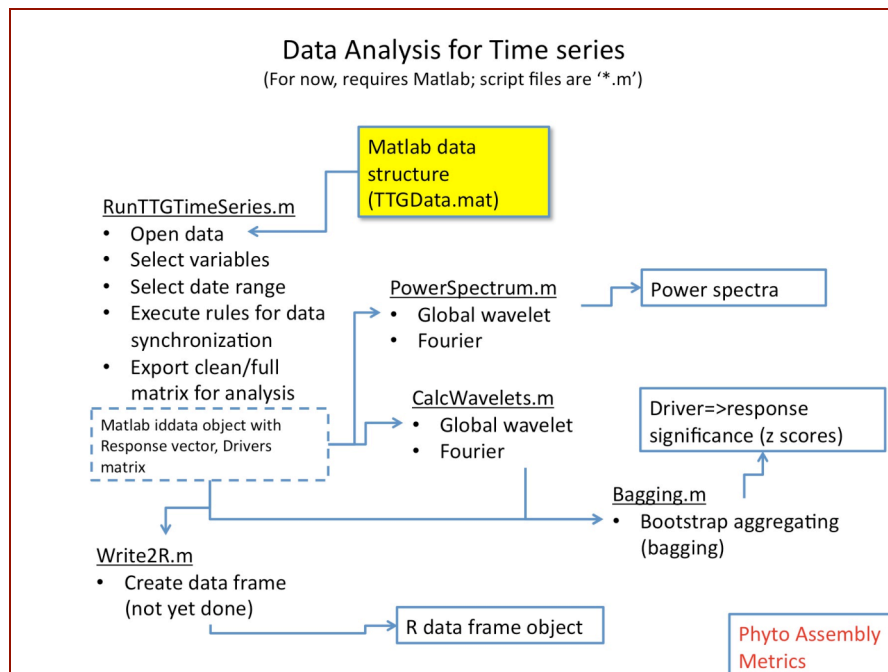 Data Analysis for Time series
(For now, requires Matlab; script files are ‘*.m’)
Matlab data
structure
(TTGData.mat)
RunTTGTimeSeries.m
• Open data
• Select variables
• Select date range
• Execute rules for data
synchronization
• Export clean/full
matrix for analysis
Matlab iddata object with
Response vector, Drivers
matrix
PowerSpectrum.m
• Global wavelet
• Fourier
Power spectra
CalcWavelets.m
• Global wavelet
• Fourier
Driver=>response
significance (z scores)
Bagging.m
• Bootstrap aggregating
(bagging)
Write2R.m
• Create data frame
(not yet done)
R data frame object
Phyto Assembly
Metrics